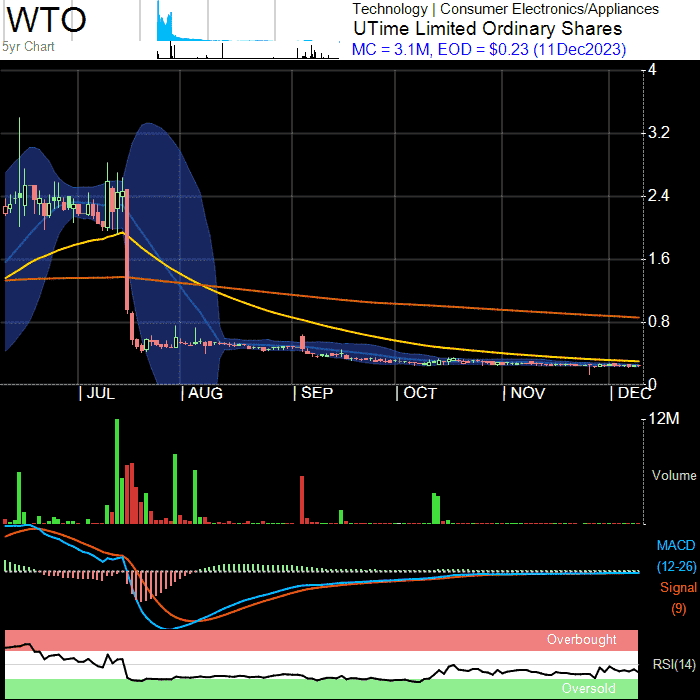 WTO
5yr Chart
Technology | Consumer Electronics/Appliances
UTime Limited Ordinary Shares
MC = 3.1M, EOD = $0.23 (11Dec2023)
4
3.2
2.4
1.6
0.8
0
| JUL | AUG | SEP | OCT | NOV | DEC
12M
Volume
MACD
(12-26)
Signal
(9)
Overbought
RSI(14)
Oversold